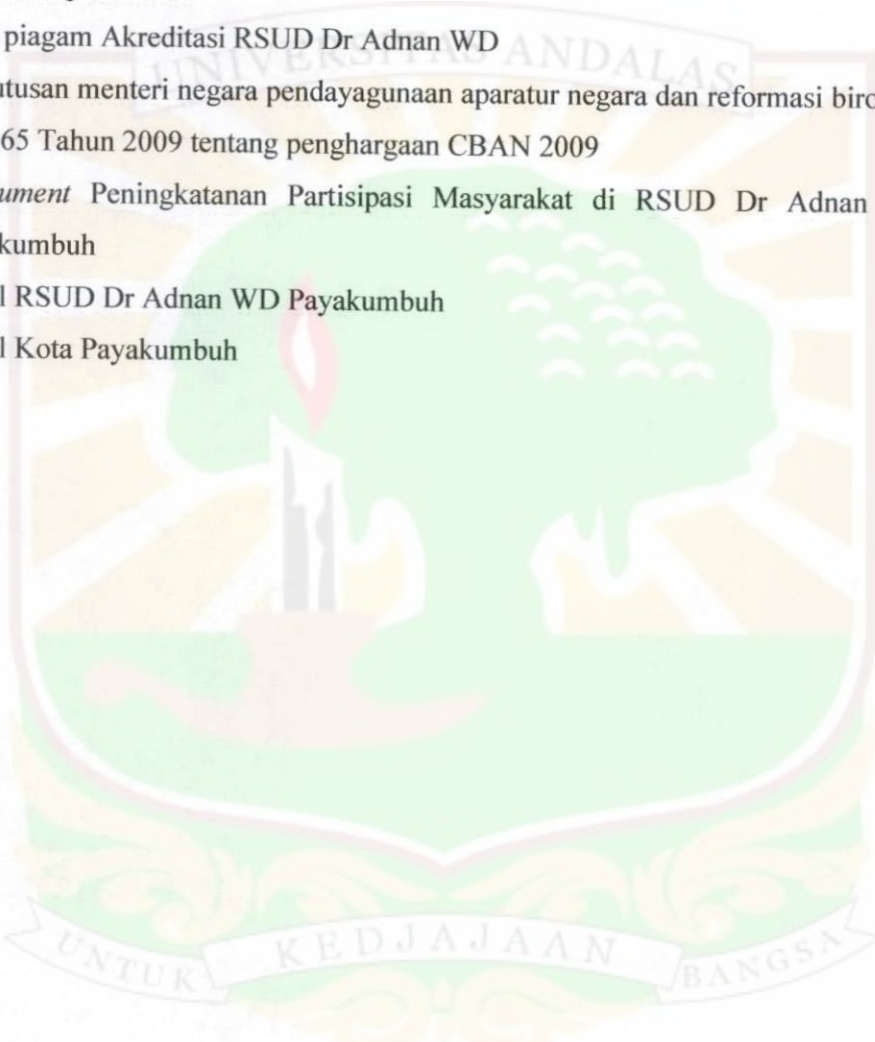 piagam Akreditasi RSUD Dr Adnan WD
UNIVERSITAS ANDALAS
utusan menteri negara pendayagunaan aparatur negara dan reformasi biro
65 Tahun 2009 tentang penghargaan CBAN 2009
ument Peningkatanan Partisipasi Masyarakat di RSUD Dr Adnan
kumbuh
l RSUD Dr Adnan WD Payakumbuh
l Kota Payakumbuh
UNTUK KEDJAJAAN BANGSA